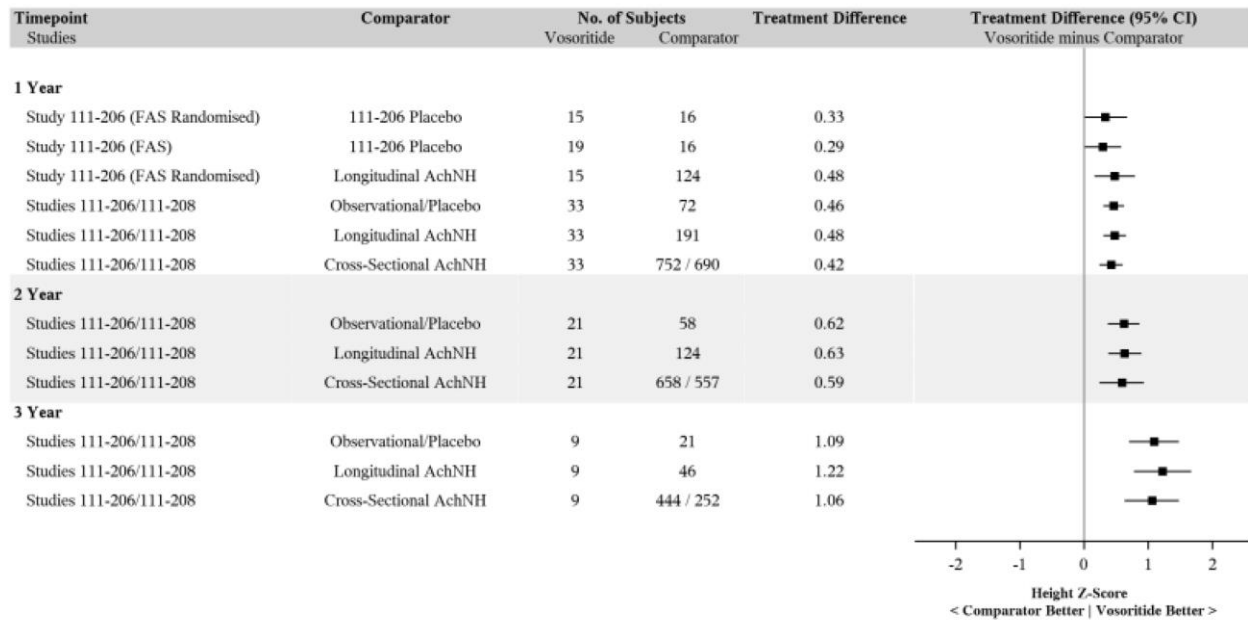 Timepoint Comparator No. of Subjects Treatment Difference Treatment Difference (95% CI)
Studies Vosoritide Comparator Vosoritide minus Comparator
1 Year
Study 111-206 (FAS Randomised) 111-206 Placebo 15 16 0.33
Study 111-206 (FAS) 111-206 Placebo 19 16 0.29
Study 111-206 (FAS Randomised) Longitudinal AchNH 15 124 0.48
Studies 111-206/111-208 Observational/Placebo 33 72 0.46
Studies 111-206/111-208 Longitudinal AchNH 33 191 0.48
Studies 111-206/111-208 Cross-Sectional AchNH 33 752 / 690 0.42
2 Year
Studies 111-206/111-208 Observational/Placebo 21 58 0.62
Studies 111-206/111-208 Longitudinal AchNH 21 124 0.63
Studies 111-206/111-208 Cross-Sectional AchNH 21 658 / 557 0.59
3 Year
Studies 111-206/111-208 Observational/Placebo 9 21 1.09
Studies 111-206/111-208 Longitudinal AchNH 9 46 1.22
Studies 111-206/111-208 Cross-Sectional AchNH 9 444 / 252 1.06
-2 -1 0 1 2
Height Z-Score
< Comparator Better | Vosoritide Better >